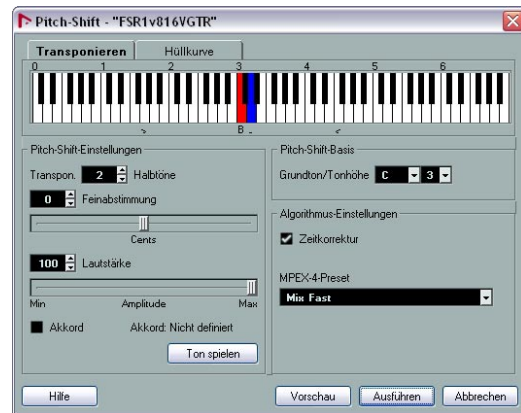 Pitch-Shift - "FSR1v816VGTR"
Transponieren Hüllkurve
0 1 2 3 4 5 6
B
Pitch-Shift-Einstellungen
Transpon. 2 Halbtöne
0 Feinabstimmung
Cents
100 Lautstärke
Min Amplitude Max
Akkord Akkord: Nicht definiert
Ton spielen
Pitch-Shift-Basis
Grundton/Tonhöhe C 3
Algorithmus-Einstellungen
Zeitkorrektur
MPEX-4-Preset
Mix Fast
Hilfe Vorschau Ausführen Abbrechen